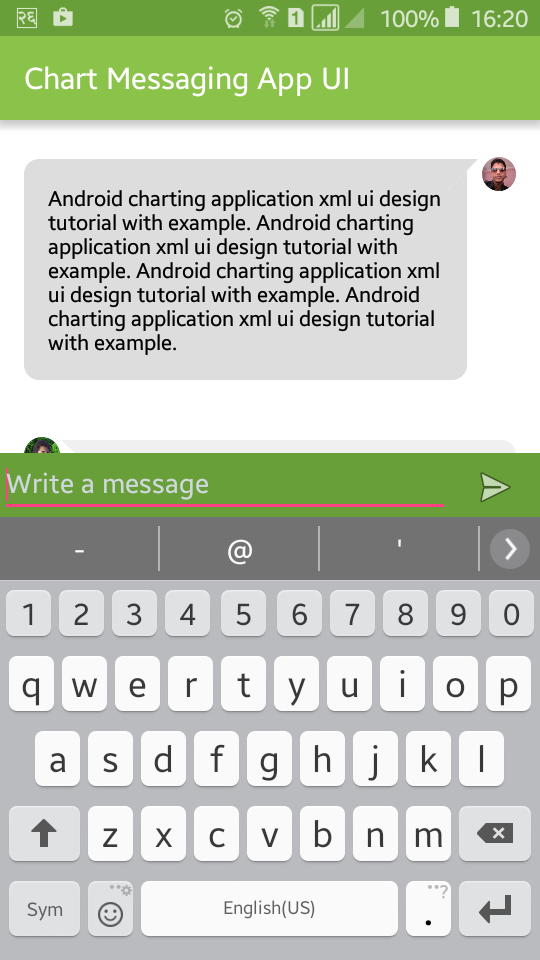 २६ 1 100% 16:20
Chart Messaging App UI
Android charting application xml ui design
tutorial with example. Android charting
application xml ui design tutorial with
example. Android charting application xml
ui design tutorial with example. Android
charting application xml ui design tutorial
with example.
Write a message
- @ '
1 2 3 4 5 6 7 8 9 0
q w e r t y u i o p
a s d f g h j k l
z x c v b n m
Sym English(US) . ?